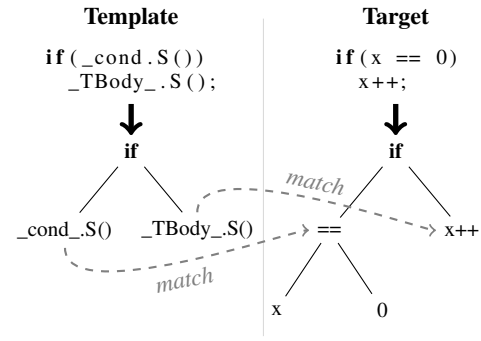 Template Target
if(_cond.S()) if(x == 0)
_TBody_.S(); x++;
if if
match
_cond_.S() _TBody_.S() == x++
match
x 0